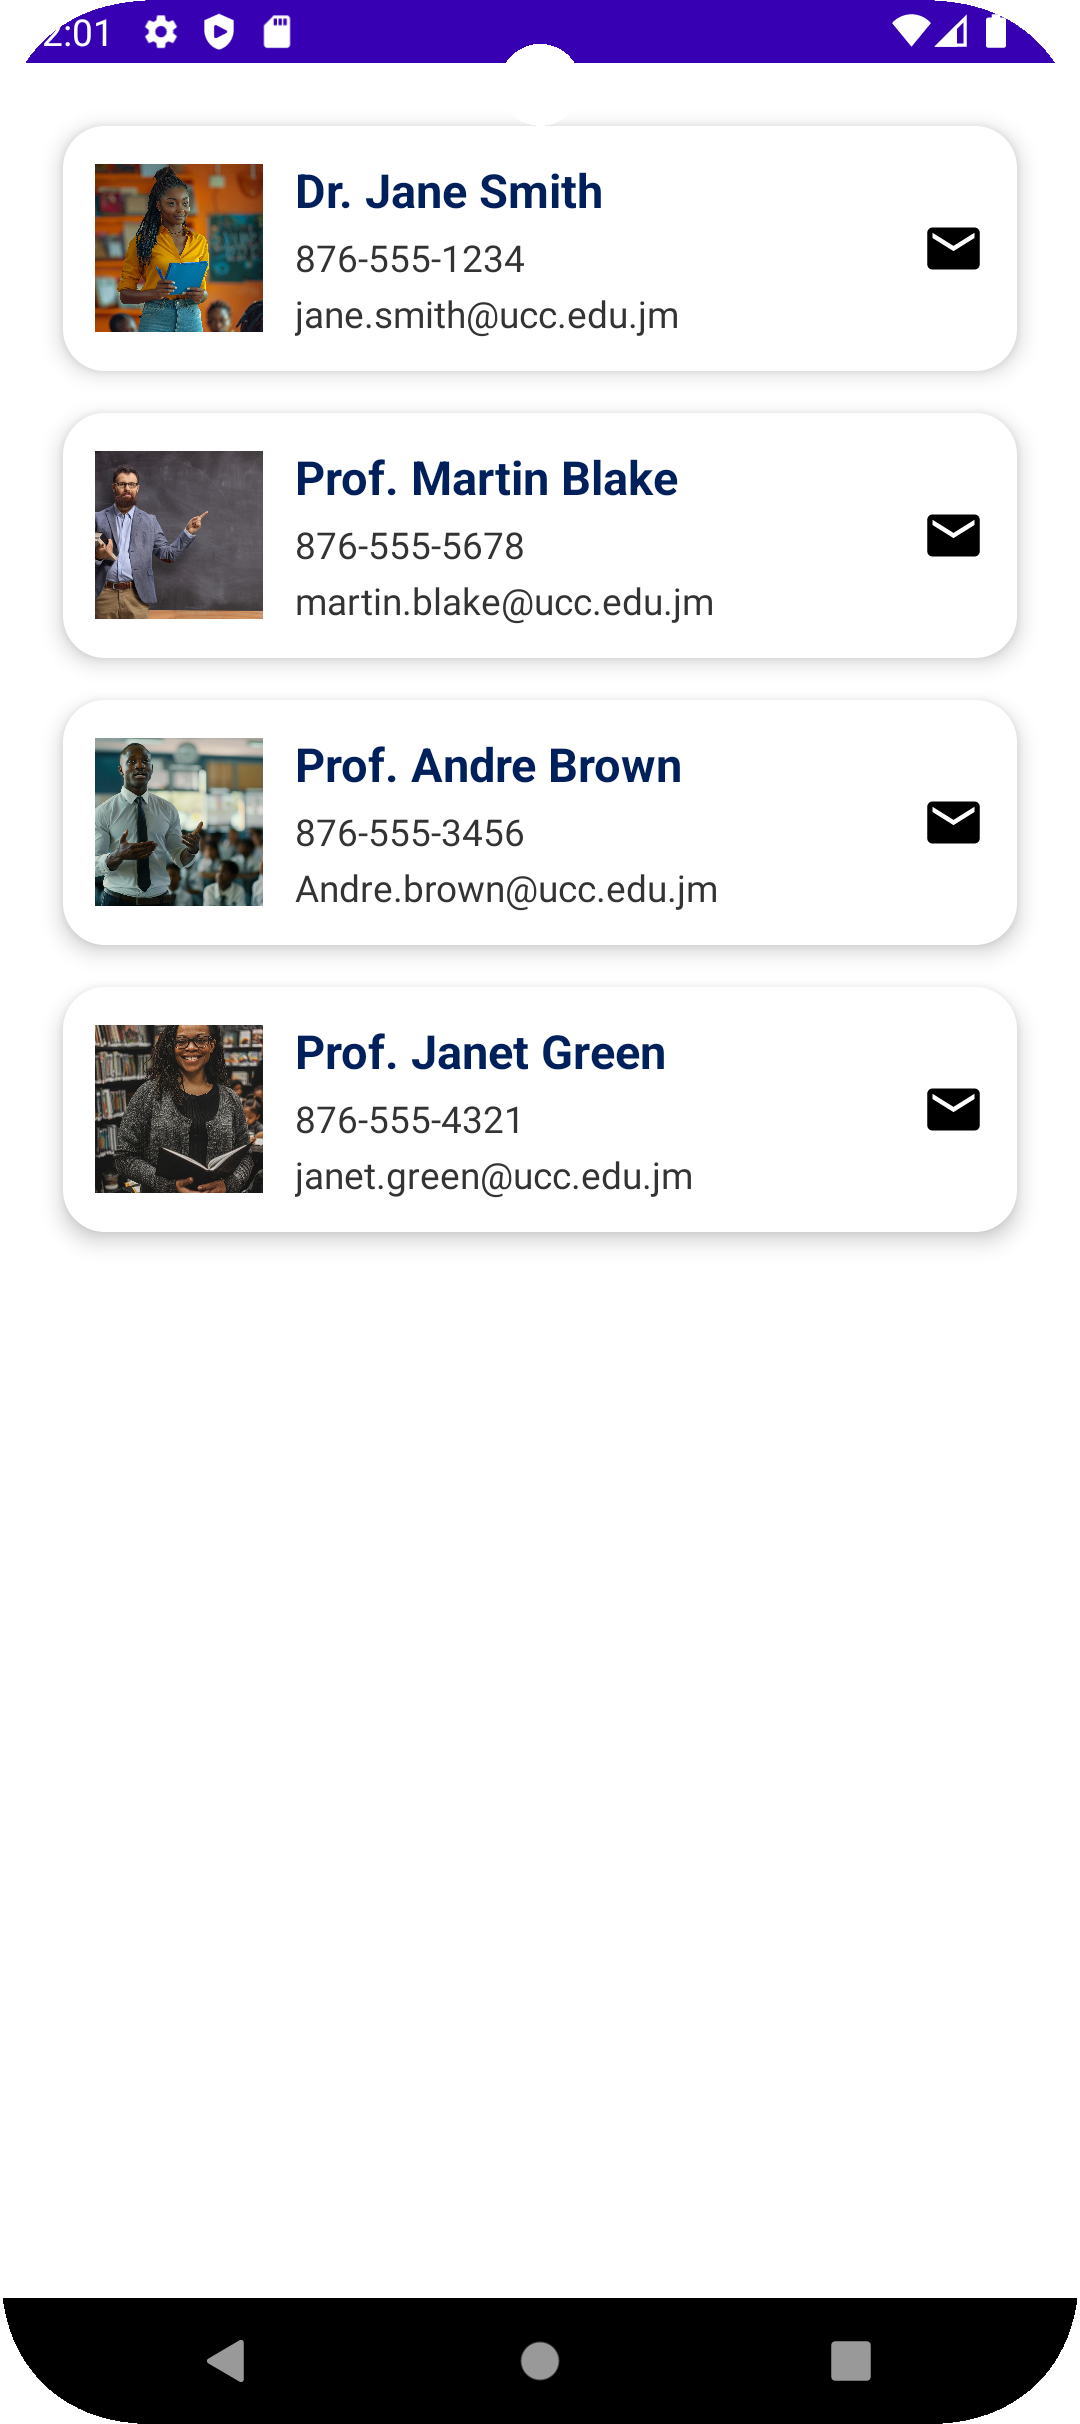 2:01
Dr. Jane Smith
876-555-1234
jane.smith@ucc.edu.jm
Prof. Martin Blake
876-555-5678
martin.blake@ucc.edu.jm
Prof. Andre Brown
876-555-3456
Andre.brown@ucc.edu.jm
Prof. Janet Green
876-555-4321
janet.green@ucc.edu.jm